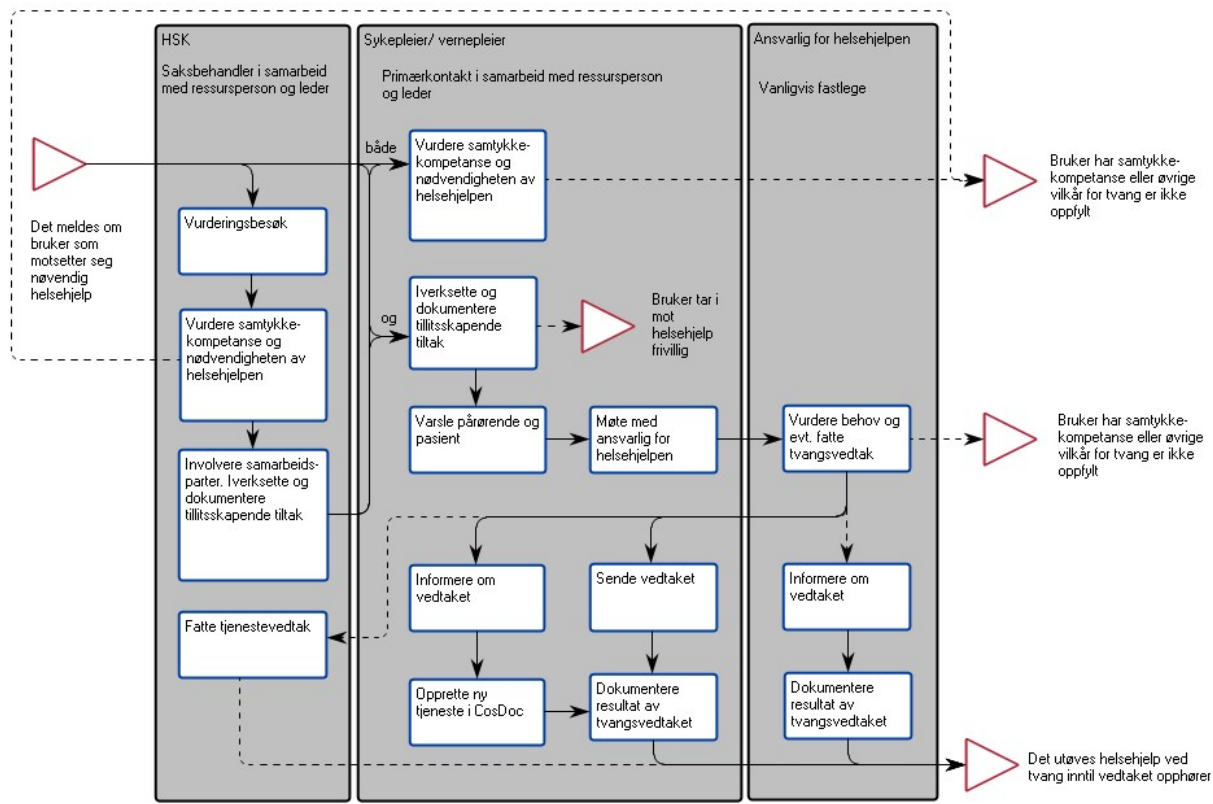 HSK
Saksbehandler i samarbeid
med ressursperson og leder
Sykepleier/ vernepleier
Primærkontakt i samarbeid med ressursperson
og leder
Ansvarlig for helsehjelpen
Vanligvis fastlege
Det meldes om
bruker som
motsetter seg
nøvendig
helsehjelp
både
Vurdere samtykke-
kompetanse og
nødvendigheten av
helsehjelpen
Bruker har samtykke-
kompetanse eller øvrige
vilkår for tvang er ikke
oppfylt
Vurderingsbesøk
Vurdere samtykke-
kompetanse og
nødvendigheten av
helsehjelpen
og
Iverksette og
dokumentere
tillitsskapende
tiltak
Bruker tar i
mot
helsehjelp
frivillig
Involvere samarbeids-
parter. Iverksette og
dokumentere
tillitsskapende tiltak
Varsle pårørende og
pasient
Møte med
ansvarlig for
helsehjelpen
Vurdere behov og
evt. fatte
tvangsvedtak
Bruker har samtykke-
kompetanse eller øvrige
vilkår for tvang er ikke
oppfylt
Informere om
vedtaket
Sende vedtaket
Informere om
vedtaket
Fatte tjenestevedtak
Opprette ny
tjeneste i CosDoc
Dokumentere
resultat av
tvangsvedtaket
Dokumentere
resultat av
tvangsvedtaket
Det utøves helsehjelp ved
tvang inntil vedtaket opphører